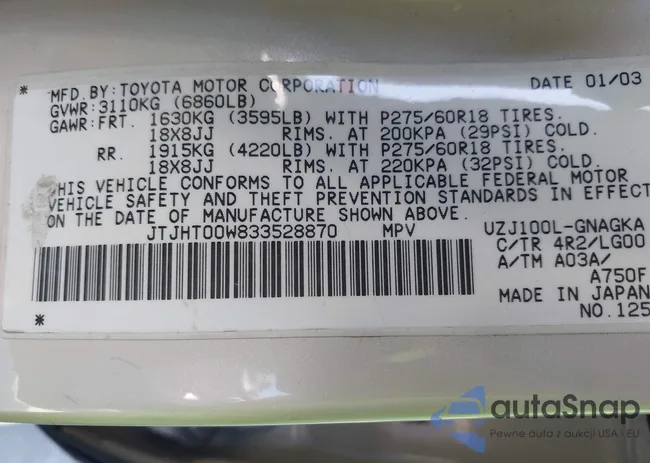 * MFD. BY: TOYOTA MOTOR CORPORATION DATE 01/03
GVWR: 3110KG (6860LB)
GAWR: FRT. 1630KG (3595LB) WITH P275/60R18 TIRES.
18X8JJ RIMS. AT 200KPA (29PSI) COLD.
RR. 1915KG (4220LB) WITH P275/60R18 TIRES.
18X8JJ RIMS. AT 220KPA (32PSI) COLD.
THIS VEHICLE CONFORMS TO ALL APPLICABLE FEDERAL MOTOR
VEHICLE SAFETY AND THEFT PREVENTION STANDARDS IN EFFECT
ON THE DATE OF MANUFACTURE SHOWN ABOVE.
JTJHT00W833528870 MPV UZJ100L-GNAGKA
C/TR 4R2/LG00
A/TM A03A/
A750F
MADE IN JAPAN
* NO.125
autaSnap
Pewne auta z aukcji USA i EU